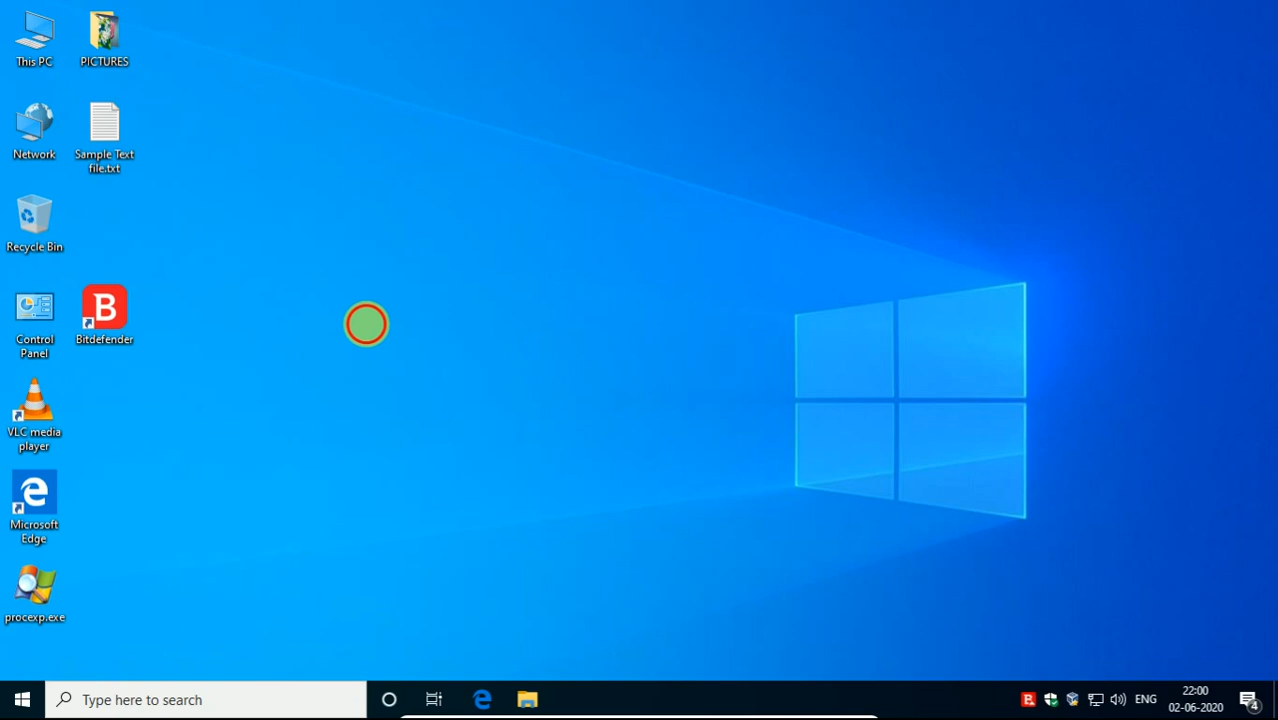 This PC
PICTURES
Network
Sample Text
file.txt
Recycle Bin
Control
Panel
B
Bitdefender
VLC media
player
Microsoft
Edge
procexp.exe
Type here to search
B
ENG
22:00
02-06-2020
4